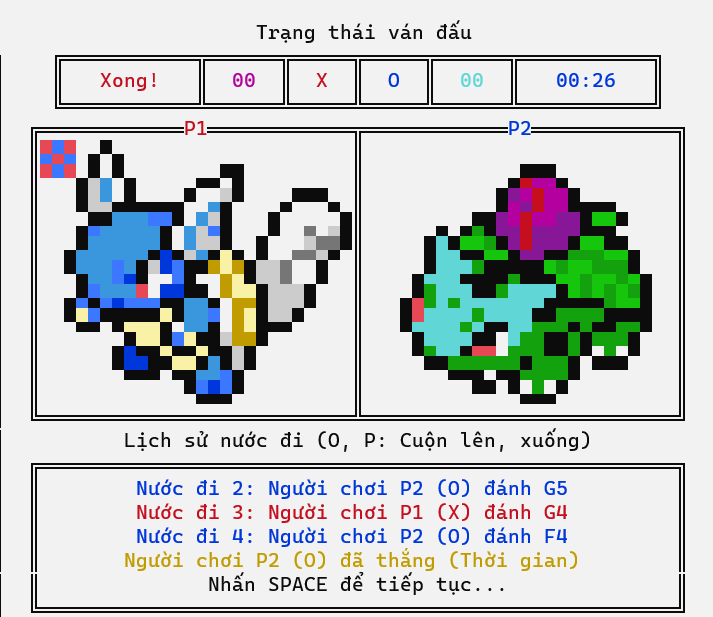 Trạng thái ván đấu
Xong! 00 X O 00 00:26
P1 P2
Lịch sử nước đi (O, P: Cuộn lên, xuống)
Nước đi 2: Người chơi P2 (O) đánh G5
Nước đi 3: Người chơi P1 (X) đánh G4
Nước đi 4: Người chơi P2 (O) đánh F4
Người chơi P2 (O) đã thắng (Thời gian)
Nhấn SPACE để tiếp tục...